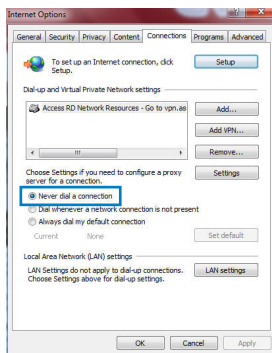 Internet Options
General Security Privacy Content Connections Programs Advanced
To set up an Internet connection, click
Setup.
Setup
Dial-up and Virtual Private Network settings
Access RD Network Resources - Go to vpn.as
Add...
Add VPN...
Remove...
Choose Settings if you need to configure a proxy
server for a connection.
Settings
Never dial a connection
Dial whenever a network connection is not present
Always dial my default connection
Current None
Set default
Local Area Network (LAN) settings
LAN Settings do not apply to dial-up connections.
Choose Settings above for dial-up settings.
LAN settings
OK Cancel Apply